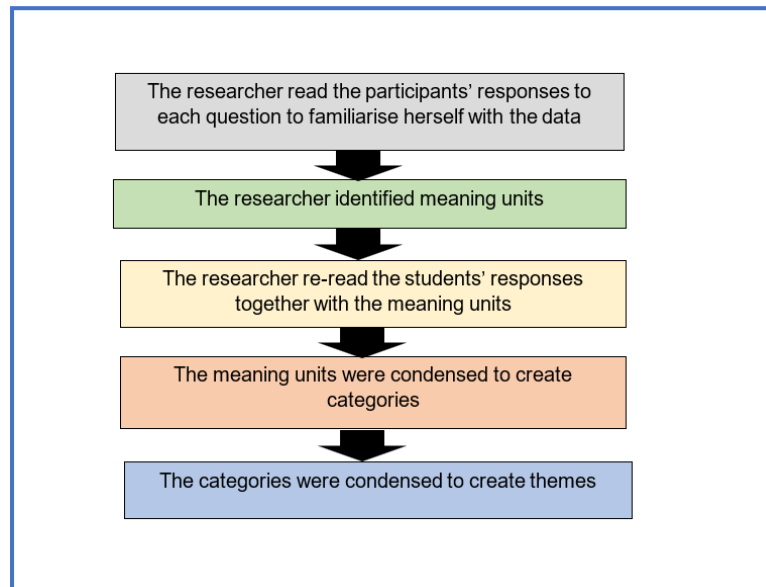 The researcher read the participants’ responses to
each question to familiarise herself with the data
The researcher identified meaning units
The researcher re-read the students’ responses
together with the meaning units
The meaning units were condensed to create
categories
The categories were condensed to create themes